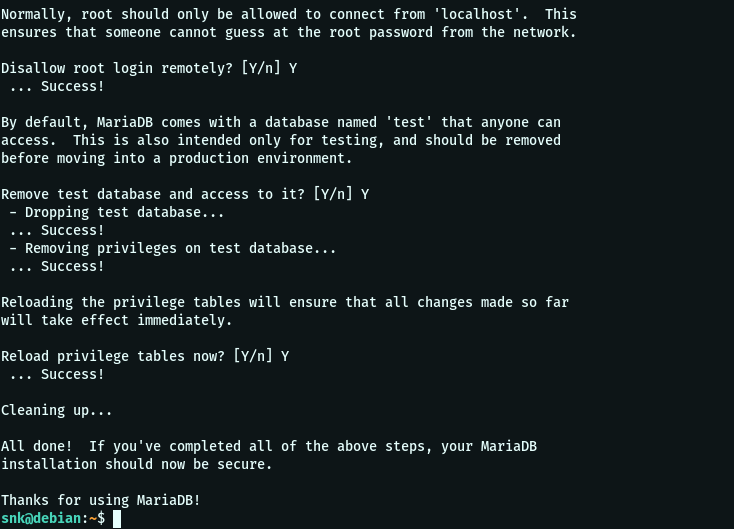 Normally, root should only be allowed to connect from 'localhost'.  This
ensures that someone cannot guess at the root password from the network.

Disallow root login remotely? [Y/n] Y
 ... Success!

By default, MariaDB comes with a database named 'test' that anyone can
access.  This is also intended only for testing, and should be removed
before moving into a production environment.

Remove test database and access to it? [Y/n] Y
 - Dropping test database...
 ... Success!
 - Removing privileges on test database...
 ... Success!

Reloading the privilege tables will ensure that all changes made so far
will take effect immediately.

Reload privilege tables now? [Y/n] Y
 ... Success!

Cleaning up...

All done!  If you've completed all of the above steps, your MariaDB
installation should now be secure.

Thanks for using MariaDB!
snk@debian:~$